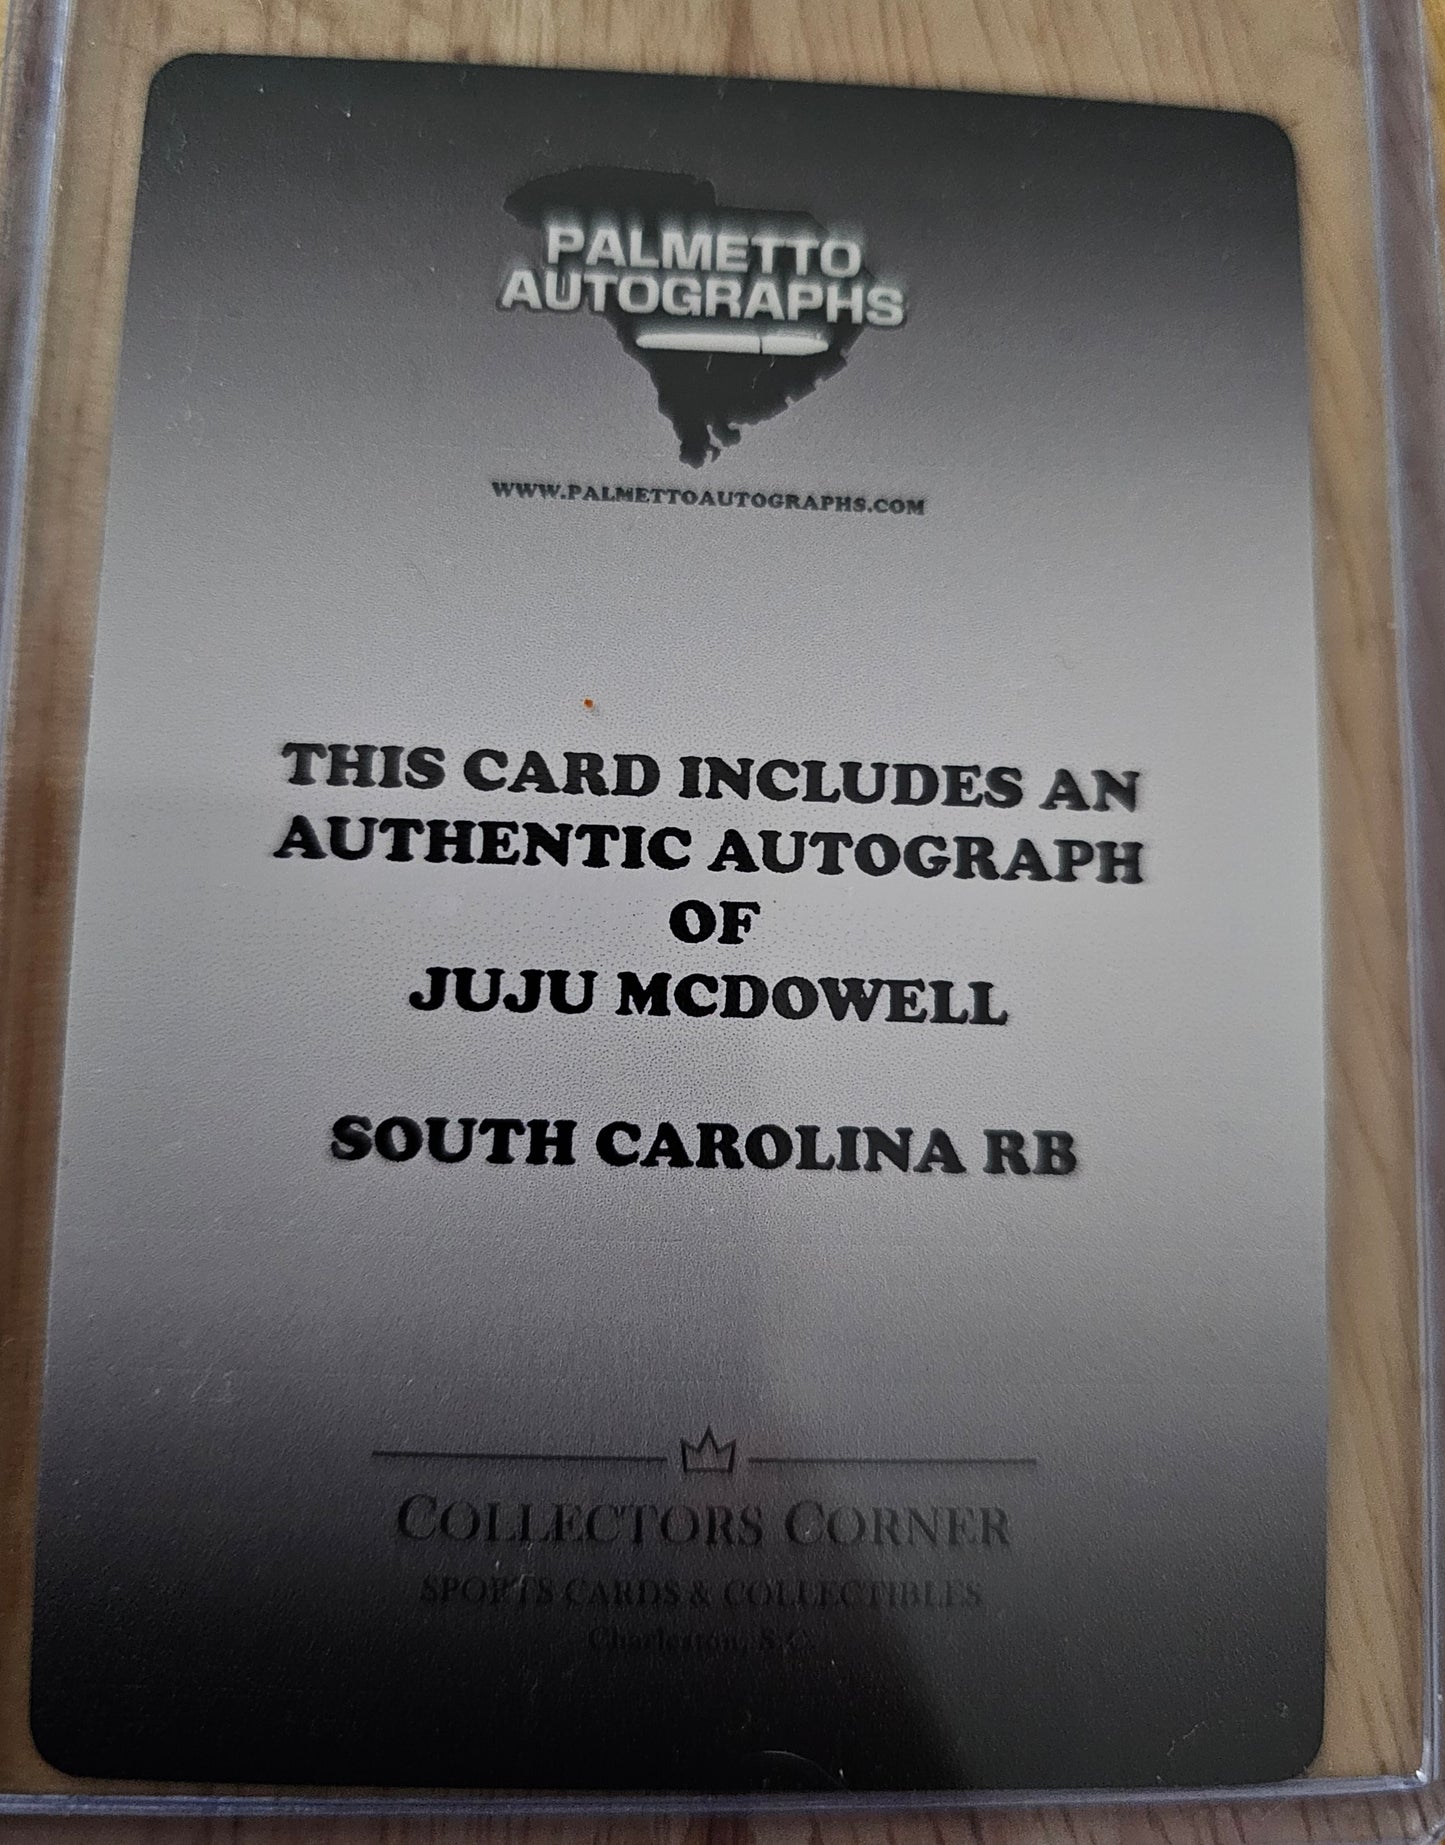 PALMETTO
AUTOGRAPHS
WWW.PALMETTOAUTOGRAPHS.COM
THIS CARD INCLUDES AN
AUTHENTIC AUTOGRAPH
OF
JUJU MCDOWELL
SOUTH CAROLINA RB
COLLECTORS CORNER
SPORTS CARDS & COLLECTIBLES
Charleston, S.C.